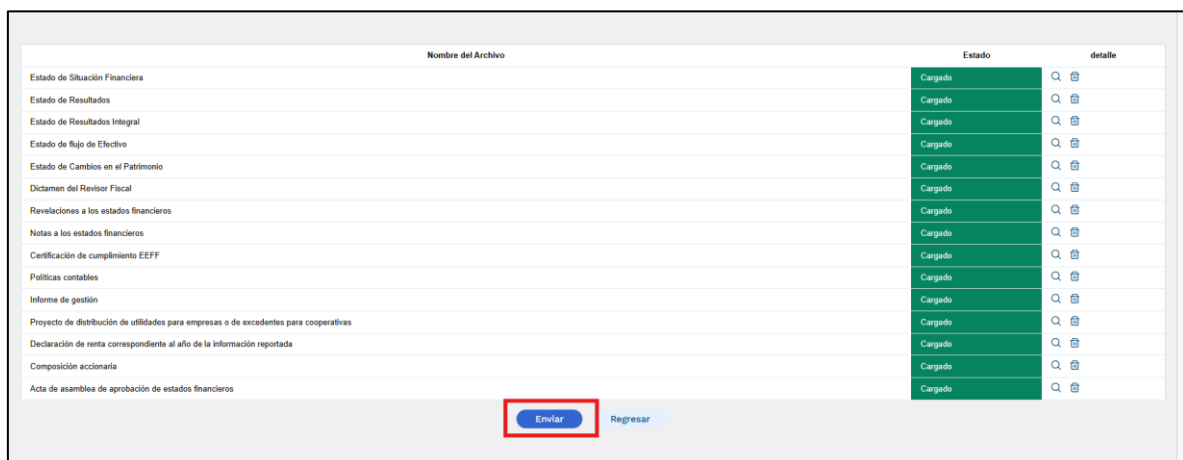 Nombre del Archivo Estado detalle
Estado de Situación Financiera Cargado
Estado de Resultados Cargado
Estado de Resultados Integral Cargado
Estado de flujo de Efectivo Cargado
Estado de Cambios en el Patrimonio Cargado
Dictamen del Revisor Fiscal Cargado
Revelaciones a los estados financieros Cargado
Notas a los estados financieros Cargado
Certificación de cumplimiento EEFF Cargado
Políticas contables Cargado
Informe de gestión Cargado
Proyecto de distribución de utilidades para empresas o de excedentes para cooperativas Cargado
Declaración de renta correspondiente al año de la información reportada Cargado
Composición accionaria Cargado
Acta de asamblea de aprobación de estados financieros Cargado
Enviar Regresar